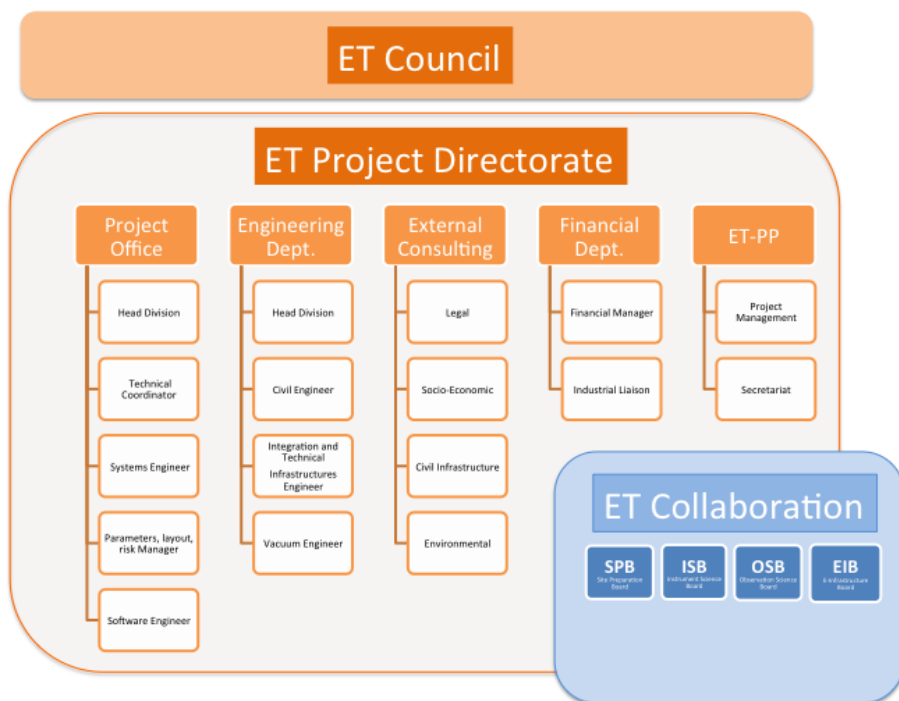 ET Council
ET Project Directorate
Project
Office
Head Division
Technical
Coordinator
Systems Engineer
Parameters, layout,
risk Manager
Software Engineer
Engineering
Dept.
Head Division
Civil Engineer
Integration and
Technical
Infrastructures
Engineer
Vacuum Engineer
External
Consulting
Legal
Socio-Economic
Civil Infrastructure
Environmental
Financial
Dept.
Financial Manager
Industrial Liaison
ET-PP
Project
Management
Secretariat
ET Collaboration
SPB
Site Preparation
Board
ISB
Instrument Science
Board
OSB
Observation Science
Board
EIB
E-Infrastructure
Board